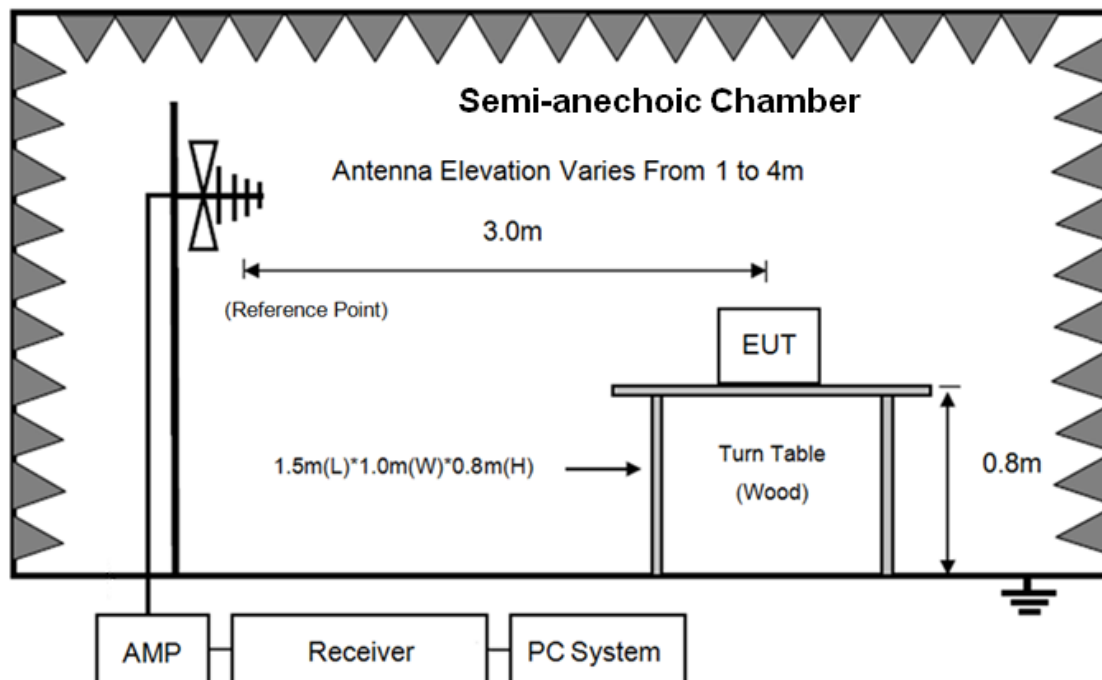 Semi-anechoic Chamber
Antenna Elevation Varies From 1 to 4m
3.0m
(Reference Point)
EUT
1.5m(L)*1.0m(W)*0.8m(H)
Turn Table
(Wood)
0.8m
AMP
Receiver
PC System